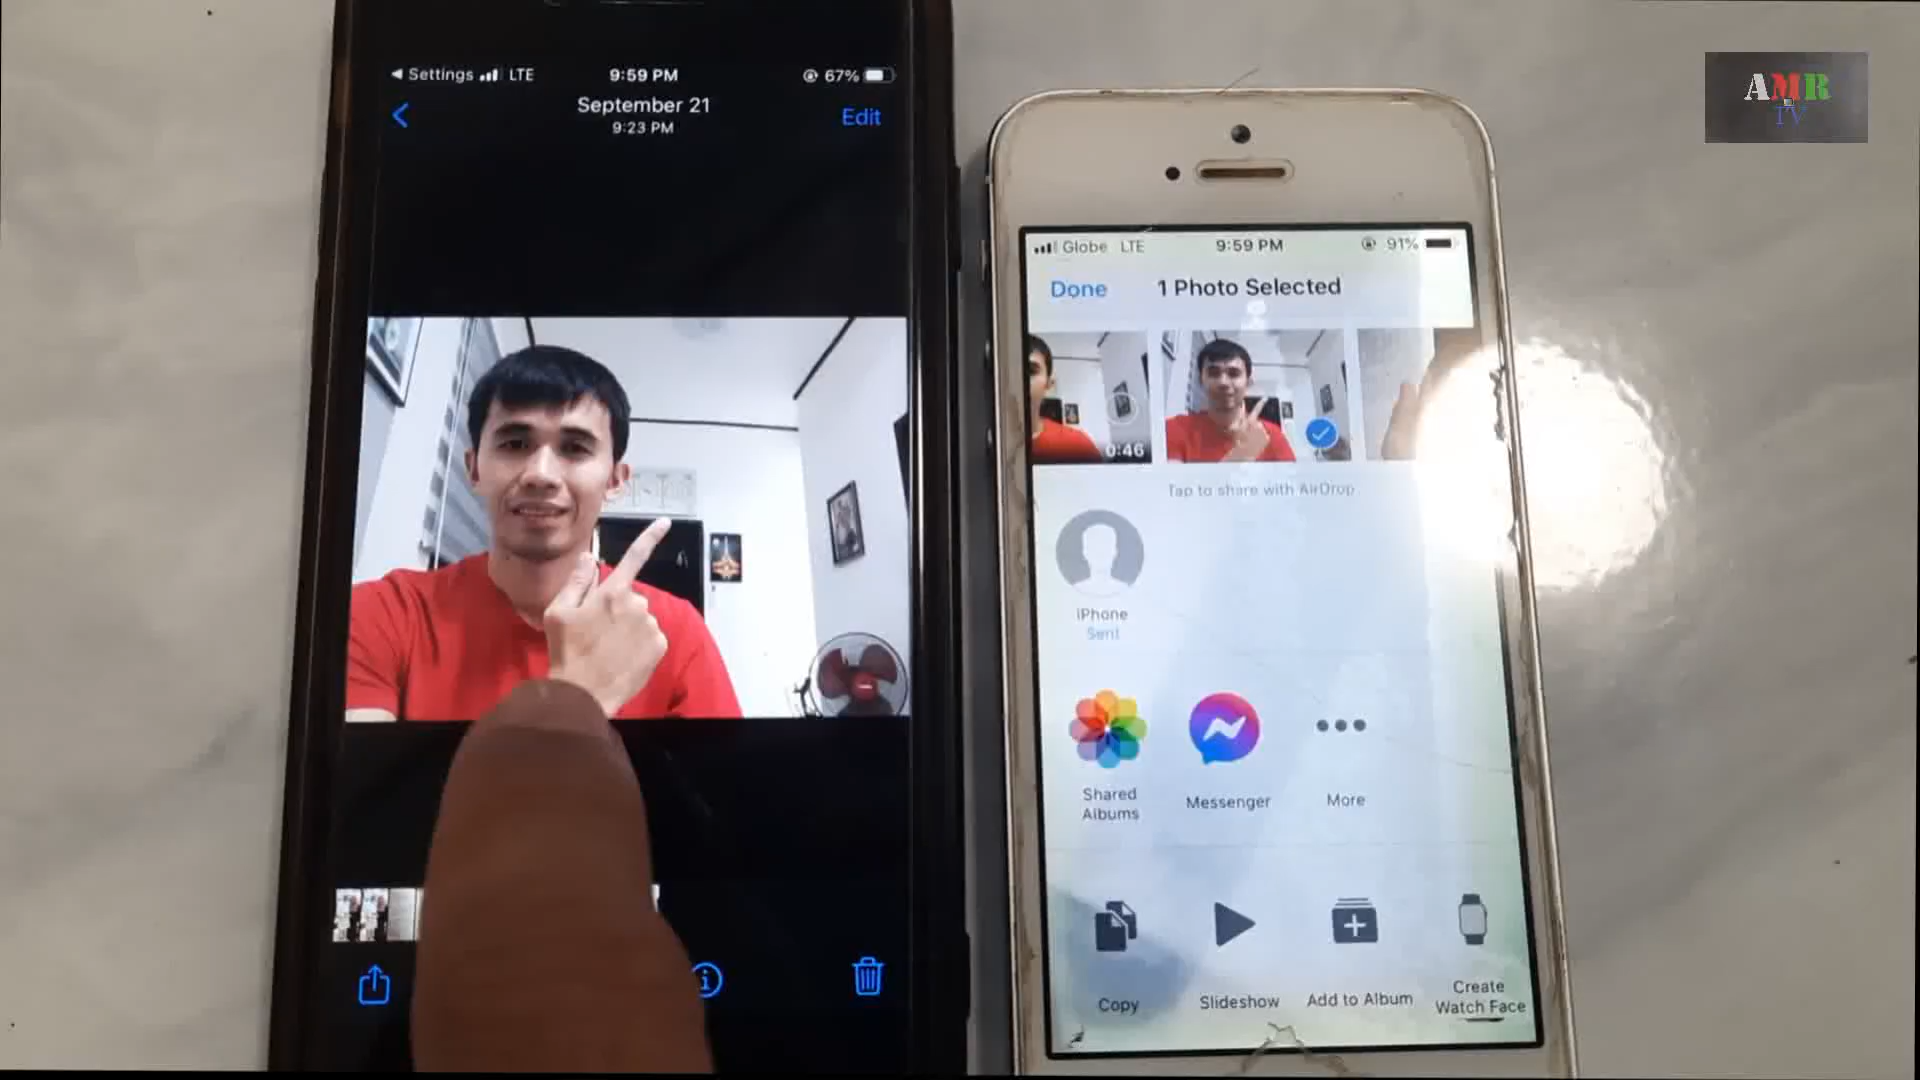 Settings LTE
9:59 PM
67%
September 21
9:23 PM
Edit
AMR
TV
Globe LTE
9:59 PM
91%
Done
1 Photo Selected
0:46
Tap to share with AirDrop
iPhone
Sent
Shared
Albums
Messenger
More
Copy
Slideshow
Add to Album
Create
Watch Face